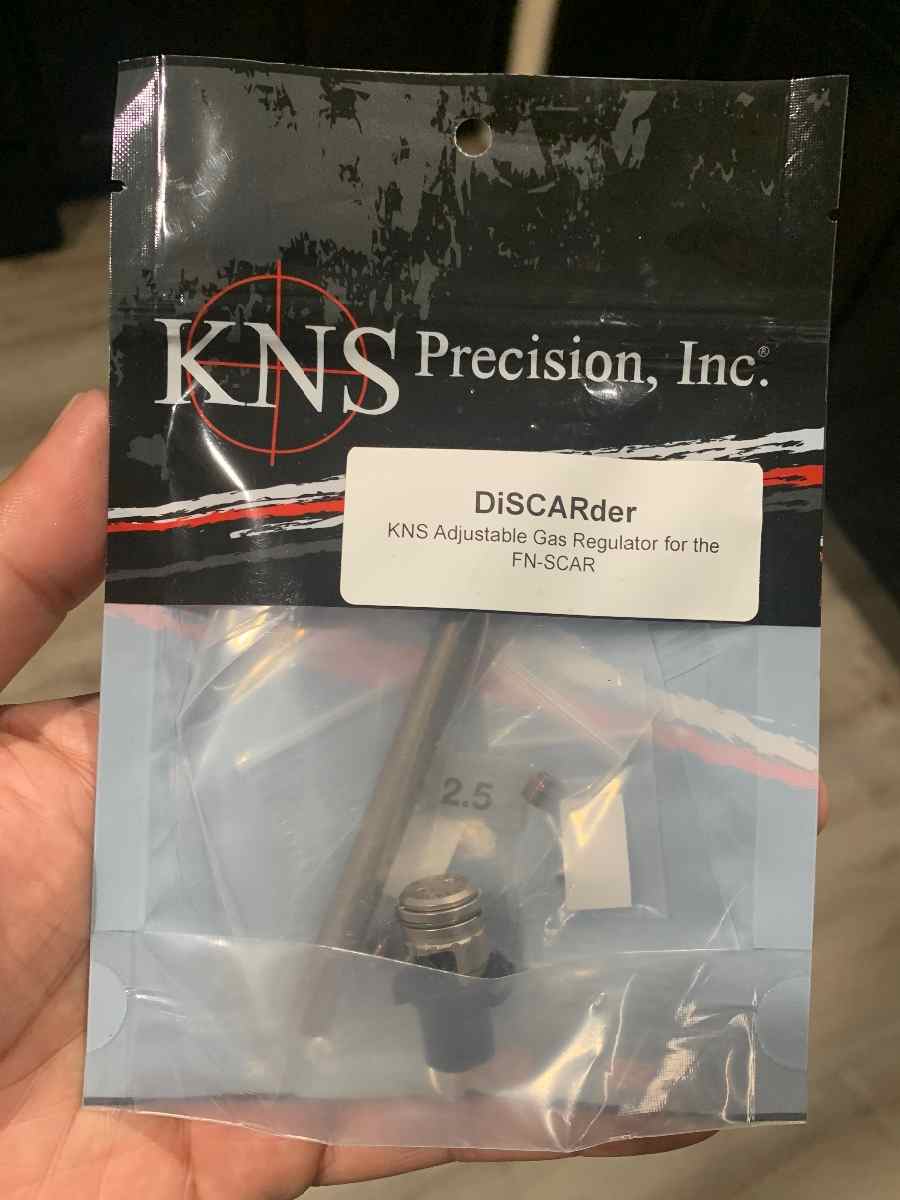 KNS Precision, Inc.®
DiSCARder
KNS Adjustable Gas Regulator for the
FN-SCAR
2.5